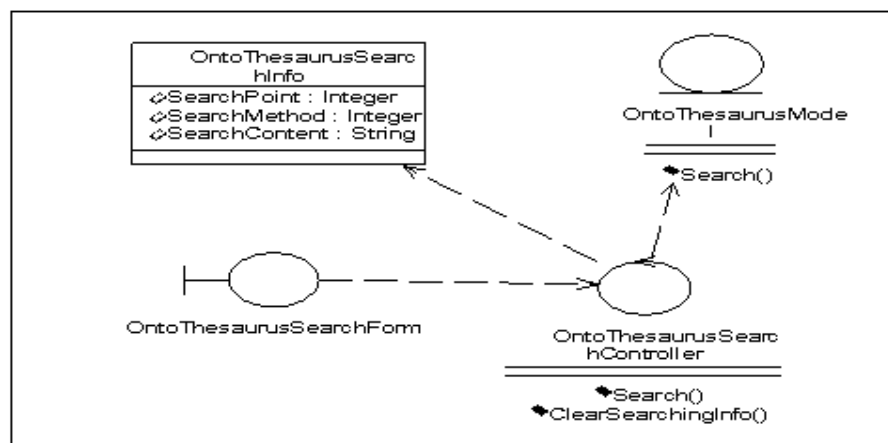 OntoThesaurusSearc
hInfo
SearchPoint : Integer
SearchMethod : Integer
SearchContent : String
OntoThesaurusMode
l
Search()
OntoThesaurusSearchForm
OntoThesaurusSearc
hController
Search()
ClearSearchingInfo()